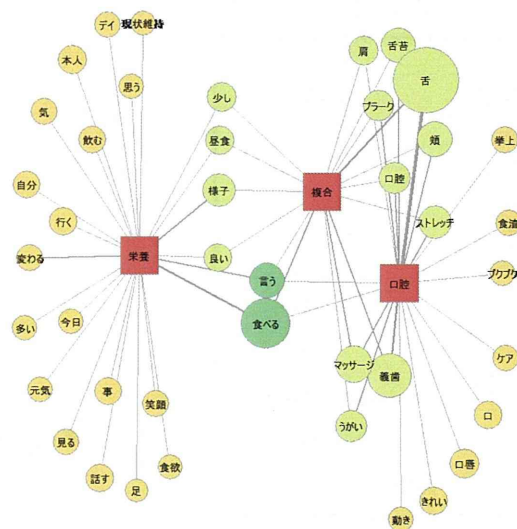 デイ
現状維持
本人
思う
気
飲む
自分
行く
変わる
栄養
多い
今日
元気
事
笑顔
見る
話す
足
食欲
少し
昼食
様子
良い
言う
食べる
複合
肩
舌苔
舌
プラーク
頬
口腔
ストレッチ
挙上
食渣
ブクブク
口腔
マッサージ
義歯
うがい
ケア
口
口唇
きれい
動き